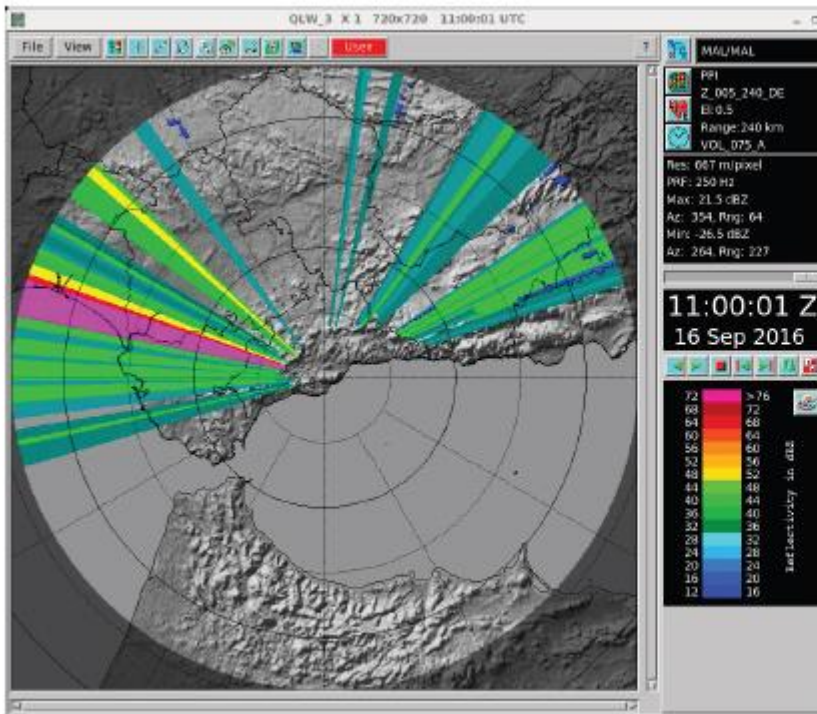 QLW_3 X 1 720x720 11:00:01 UTC
File View User ?
MAL/MAL
PPI
Z_005_240_DE
El:0.5
Range:240 km
VOL_075_A
Res: 667 m/pixel
PRF: 250 Hz
Max: 21.5 dBZ
Az: 354, Rng: 64
Min: -26.5 dBZ
Az: 264, Rng: 227
11:00:01 Z
16 Sep 2016
72 >76
68 72
64 68
60 64
56 60
52 56
48 52
44 48
40 44
36 40
32 36
28 32
24 28
20 24
16 20
12 16
Reflectivity in dBZ